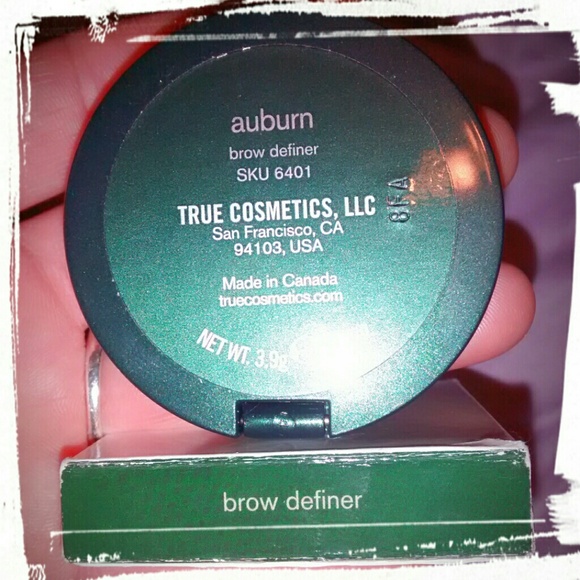 auburn
brow definer
SKU 6401
TRUE COSMETICS, LLC
San Francisco, CA
94103, USA
8FA
Made in Canada
truecosmetics.com
NET WT. 3.9g
brow definer